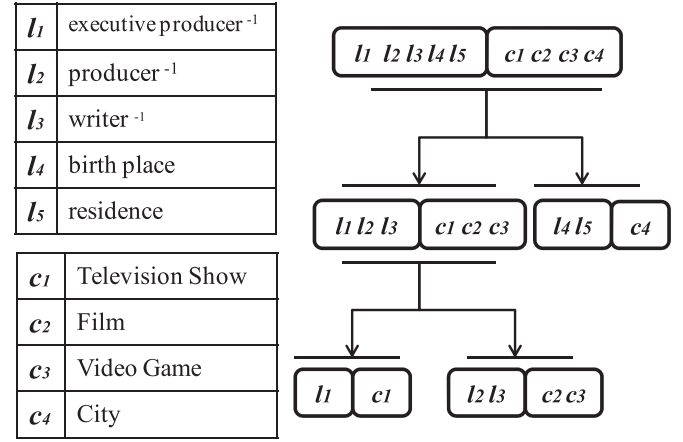 l1 executive producer -1
l2 producer -1
l3 writer -1
l4 birth place
l5 residence
c1 Television Show
c2 Film
c3 Video Game
c4 City
l1 l2 l3 l4 l5 c1 c2 c3 c4
l1 l2 l3 c1 c2 c3
l4 l5 c4
l1 c1
l2 l3 c2 c3